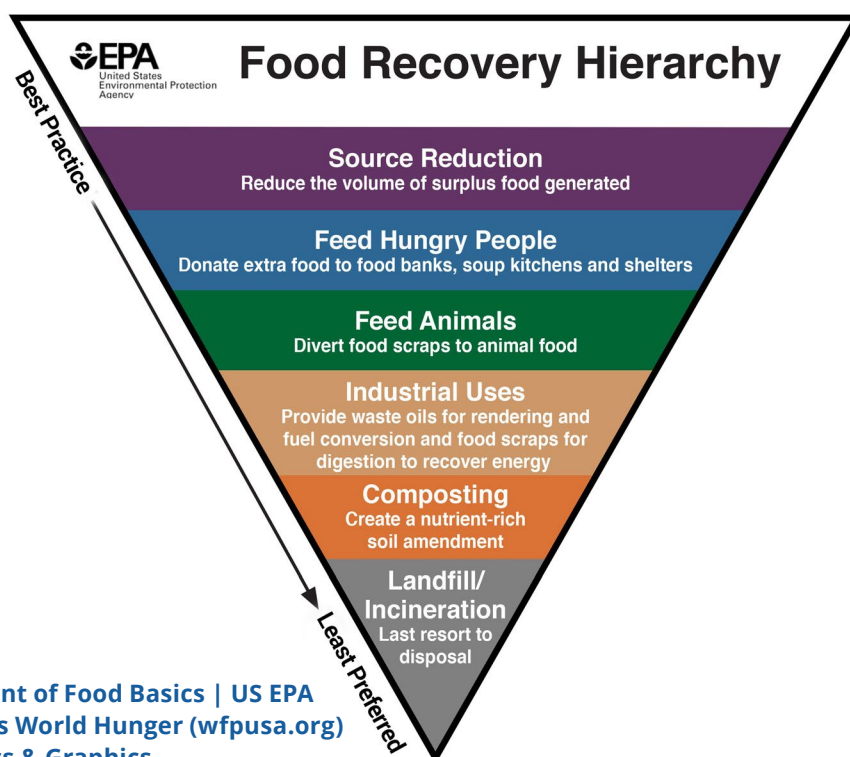 EPA
United States
Environmental Protection
Agency
Food Recovery Hierarchy
Best Practice
Source Reduction
Reduce the volume of surplus food generated
Feed Hungry People
Donate extra food to food banks, soup kitchens and shelters
Feed Animals
Divert food scraps to animal food
Industrial Uses
Provide waste oils for rendering and
fuel conversion and food scraps for
digestion to recover energy
Composting
Create a nutrient-rich
soil amendment
Landfill/
Incineration
Last resort to
disposal
Least Preferred
of Food Basics | US EPA
World Hunger (wfpusa.org)
& Graphics